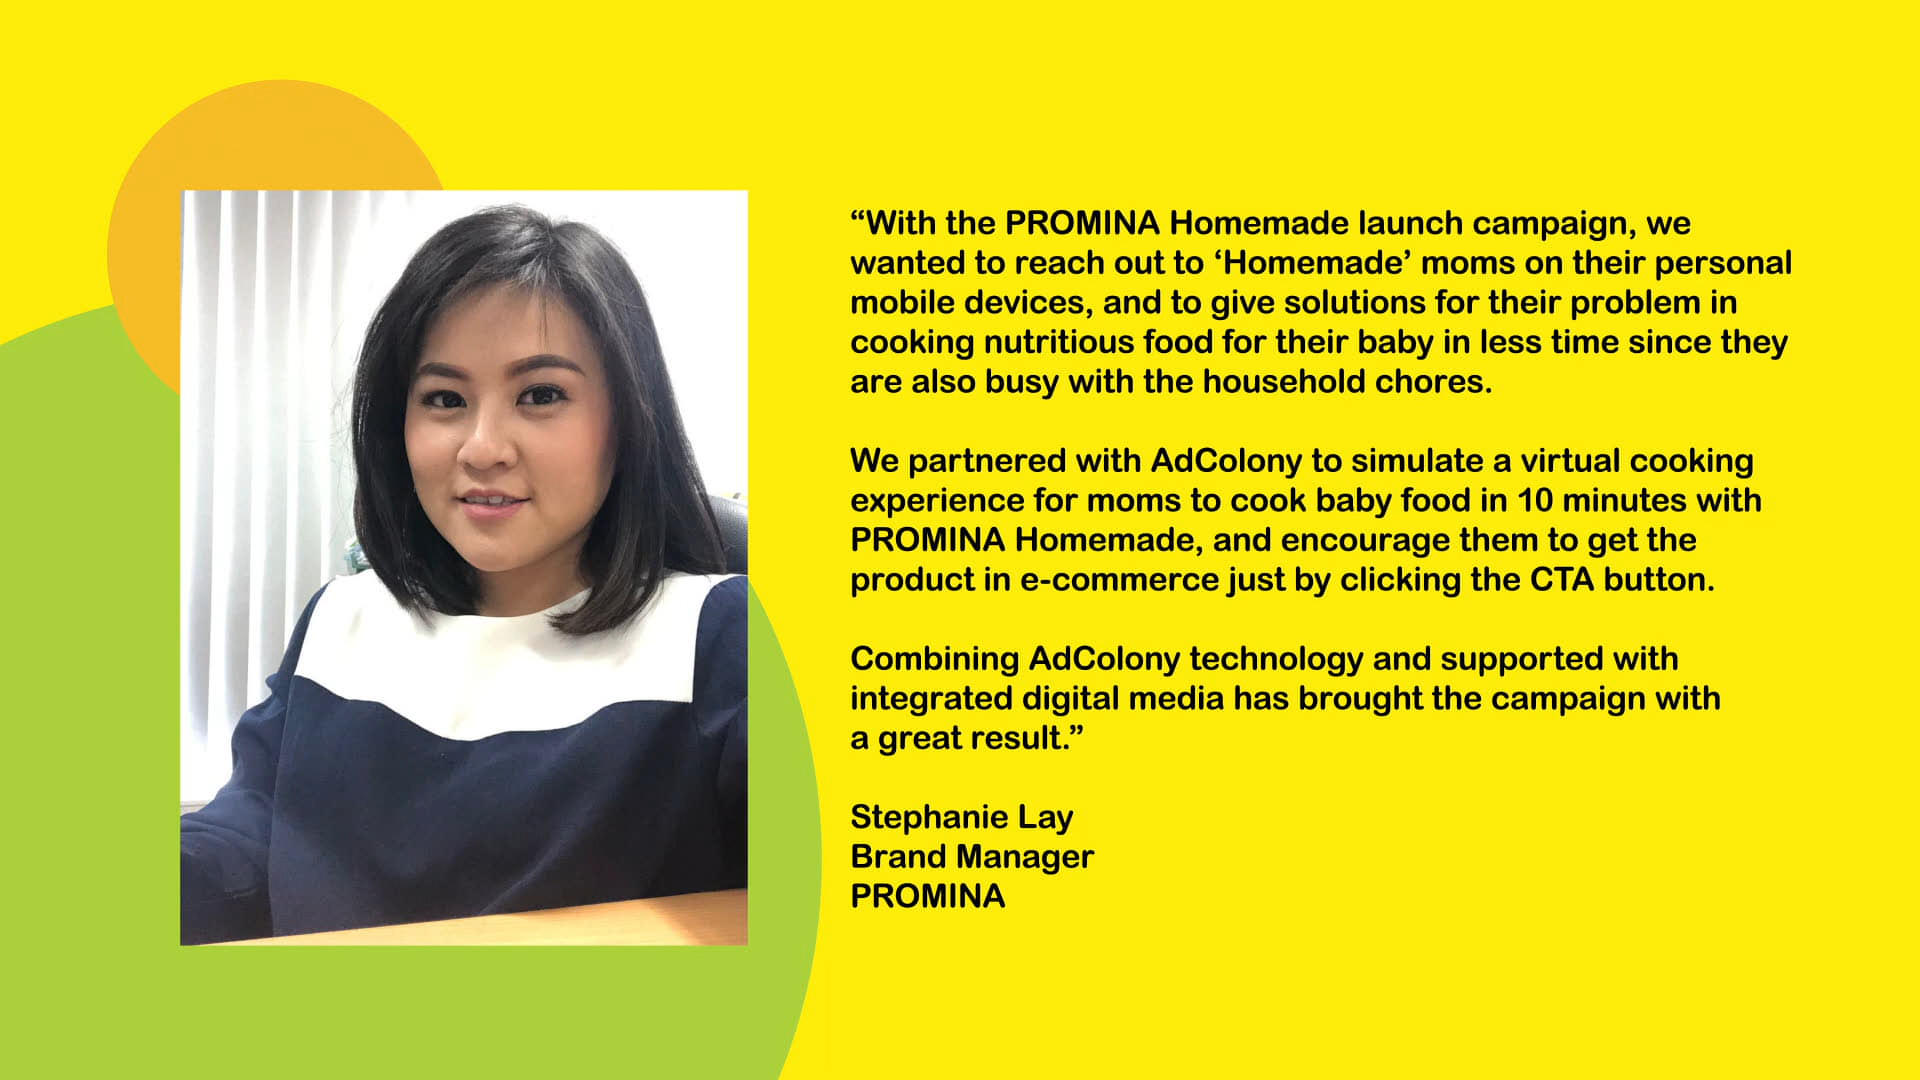 “With the PROMINA Homemade launch campaign, we
wanted to reach out to ‘Homemade’ moms on their personal
mobile devices, and to give solutions for their problem in
cooking nutritious food for their baby in less time since they
are also busy with the household chores.
We partnered with AdColony to simulate a virtual cooking
experience for moms to cook baby food in 10 minutes with
PROMINA Homemade, and encourage them to get the
product in e-commerce just by clicking the CTA button.
Combining AdColony technology and supported with
integrated digital media has brought the campaign with
a great result.”
Stephanie Lay
Brand Manager
PROMINA